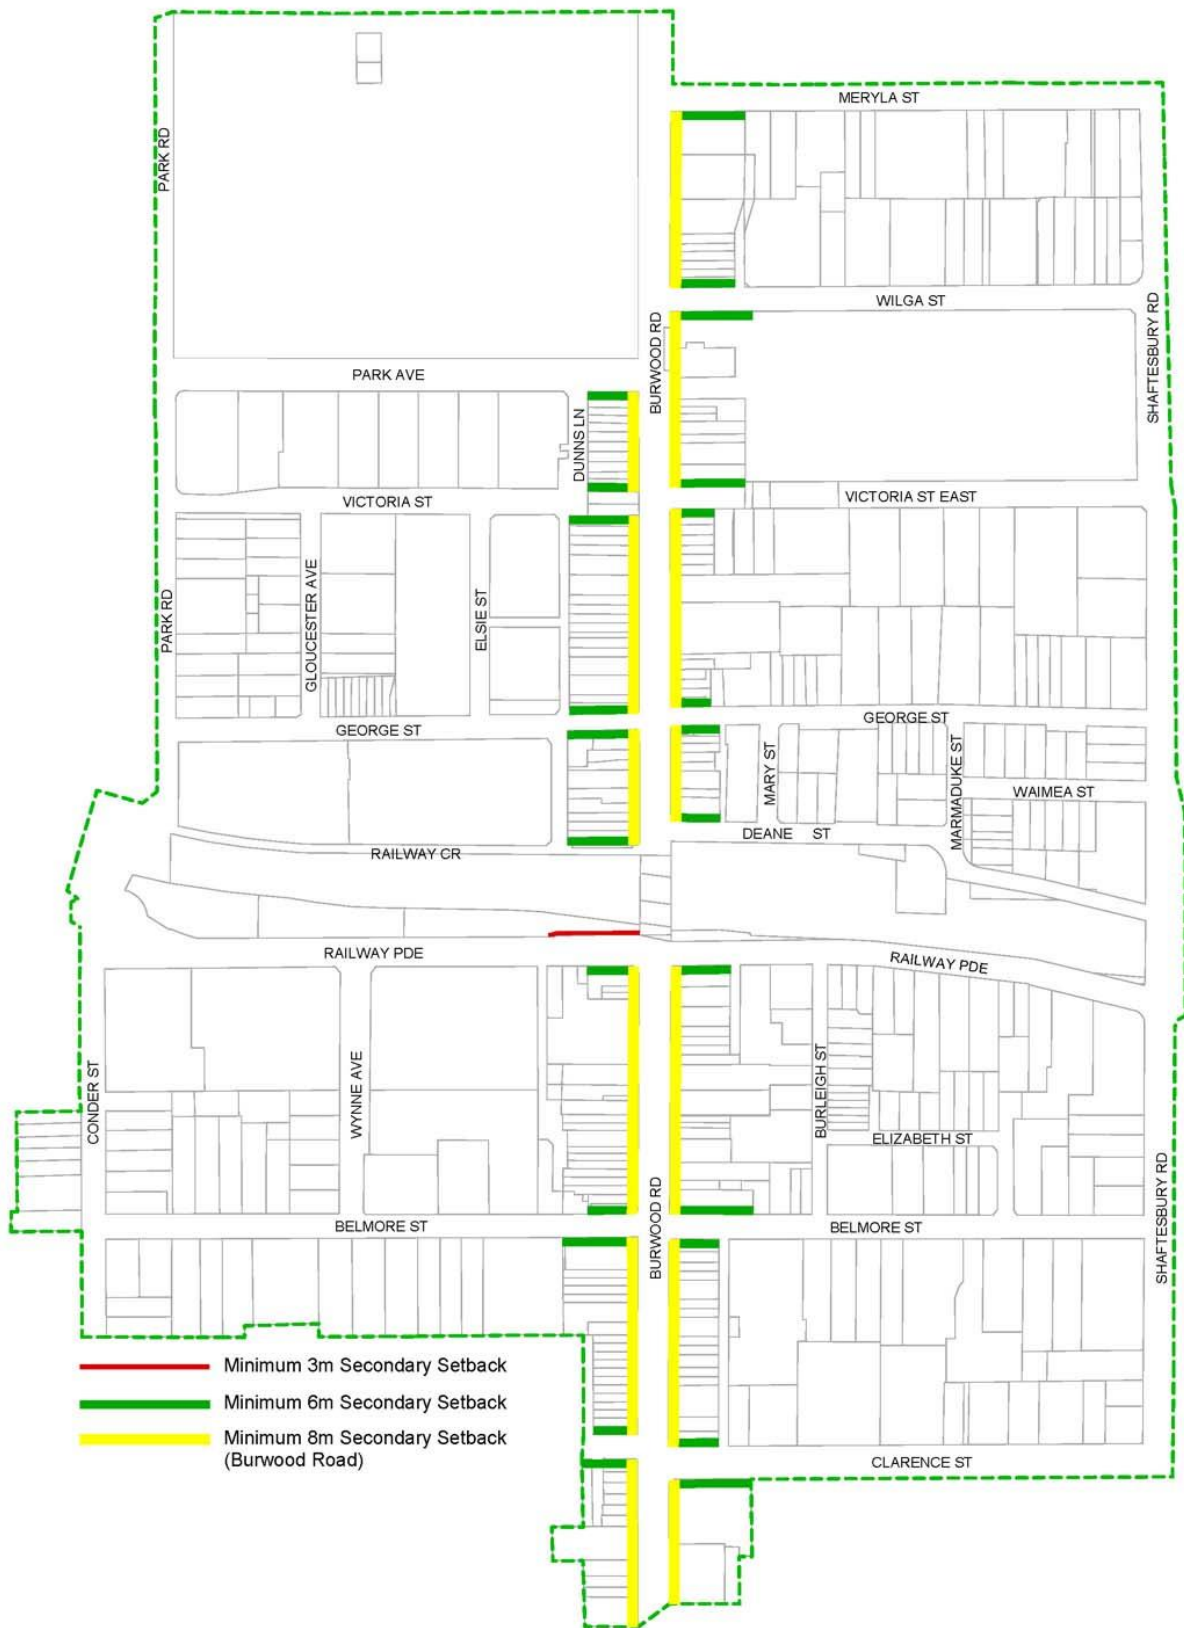 MERYLA ST
PARK RD
WILGA ST
SHAFTESBURY RD
BURWOOD RD
PARK AVE
DUNNS LN
VICTORIA ST
VICTORIA ST EAST
PARK RD
GLOUCESTER AVE
ELSIE ST
GEORGE ST
GEORGE ST
MARY ST
MARMADUKE ST
WAIMEA ST
DEANE ST
RAILWAY CR
RAILWAY PDE
RAILWAY PDE
CONDER ST
WYNNE AVE
BURLEIGH ST
ELIZABETH ST
BELMORE ST
BURWOOD RD
BELMORE ST
SHAFTESBURY RD
Minimum 3m Secondary Setback
Minimum 6m Secondary Setback
Minimum 8m Secondary Setback
(Burwood Road)
CLARENCE ST